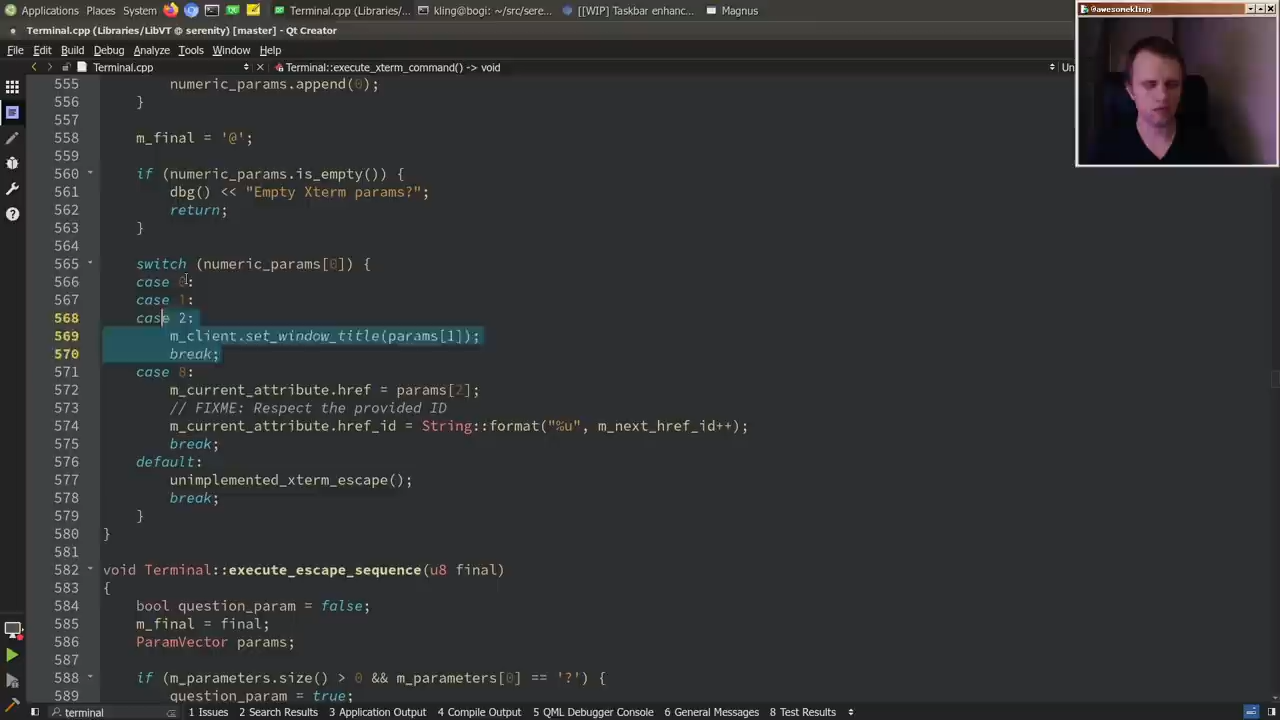 Applications Places System Terminal.cpp (Libraries/... kling@bogi: ~/src/sere... [[WIP] Taskbar enhanc... Magnus
@awesomekling
Terminal.cpp (Libraries/LibVT @ serenity) [master] - Qt Creator
File Edit Build Debug Analyze Tools Window Help
Terminal.cpp Terminal::execute_xterm_command() -> void Un
555 numeric_params.append(0);
556 }
557
558 m_final = '@';
559
560 if (numeric_params.is_empty()) {
561 dbg() << "Empty Xterm params?";
562 return;
563 }
564
565 switch (numeric_params[0]) {
566 case 0:
567 case 1:
568 case 2:
569 m_client.set_window_title(params[1]);
570 break;
571 case 8:
572 m_current_attribute.href = params[2];
573 // FIXME: Respect the provided ID
574 m_current_attribute.href_id = String::format("%u", m_next_href_id++);
575 break;
576 default:
577 unimplemented_xterm_escape();
578 break;
579 }
580 }
581
582 void Terminal::execute_escape_sequence(u8 final)
583 {
584 bool question_param = false;
585 m_final = final;
586 ParamVector params;
587
588 if (m_parameters.size() > 0 && m_parameters[0] == '?') {
589 question_param = true;
terminal 1 Issues 2 Search Results 3 Application Output 4 Compile Output 5 QML Debugger Console 6 General Messages 8 Test Results